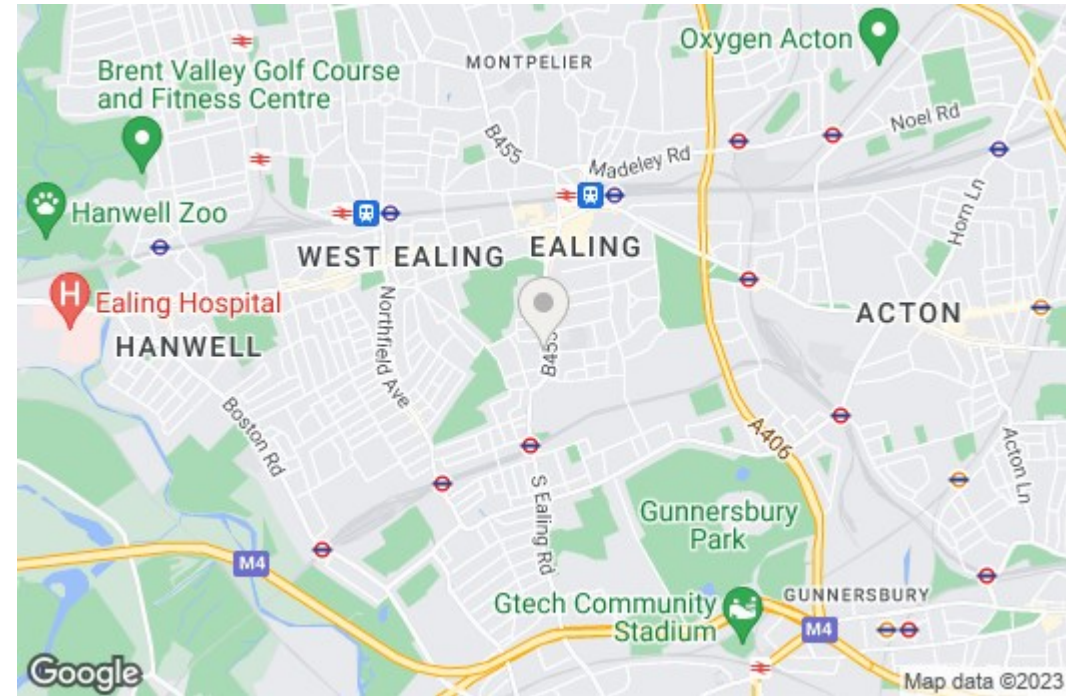 MONTPELIER
Oxygen Acton
Brent Valley Golf Course
and Fitness Centre
B455
Noel Rd
Madeley Rd
Hanwell Zoo
Horn Ln
WEST EALING
EALING
H
Ealing Hospital
ACTON
HANWELL
Northfield Ave
B455
Boston Rd
A406
Acton Ln
S Ealing Rd
Gunnersbury
Park
M4
Gtech Community
Stadium
GUNNERSBURY
M4
Google
Map data ©2023